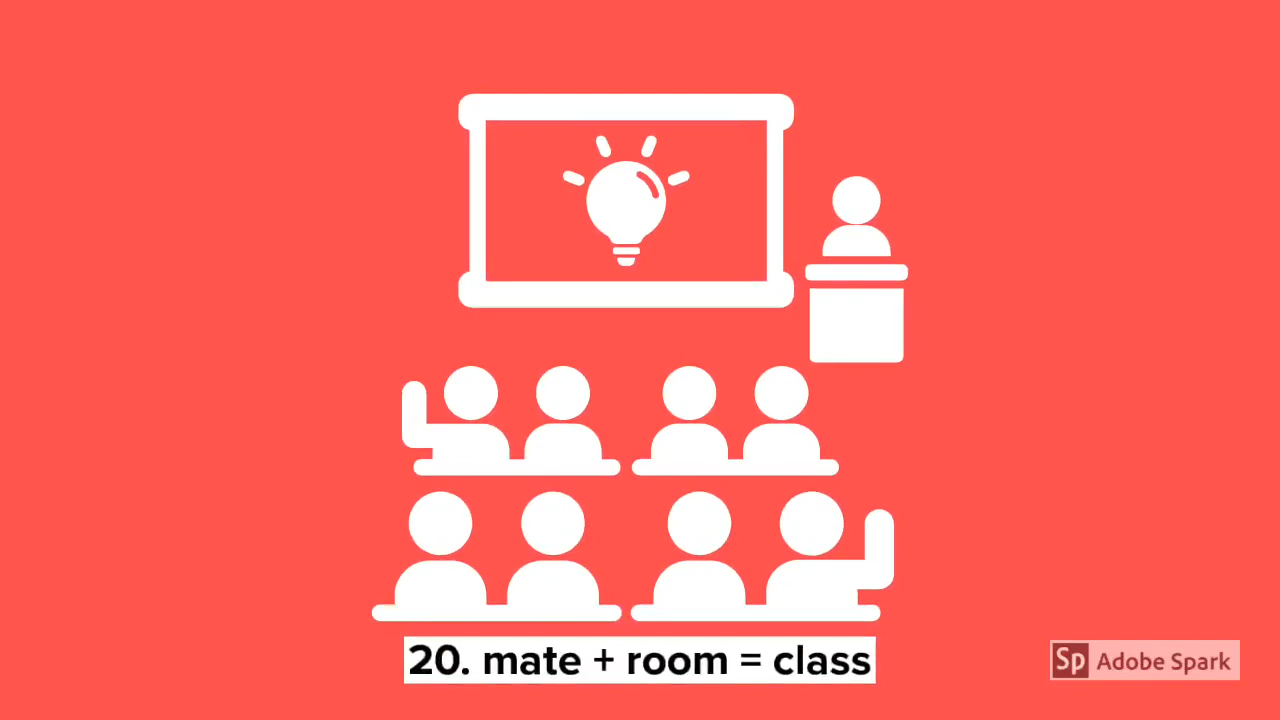 20. mate + room = class
Sp Adobe Spark